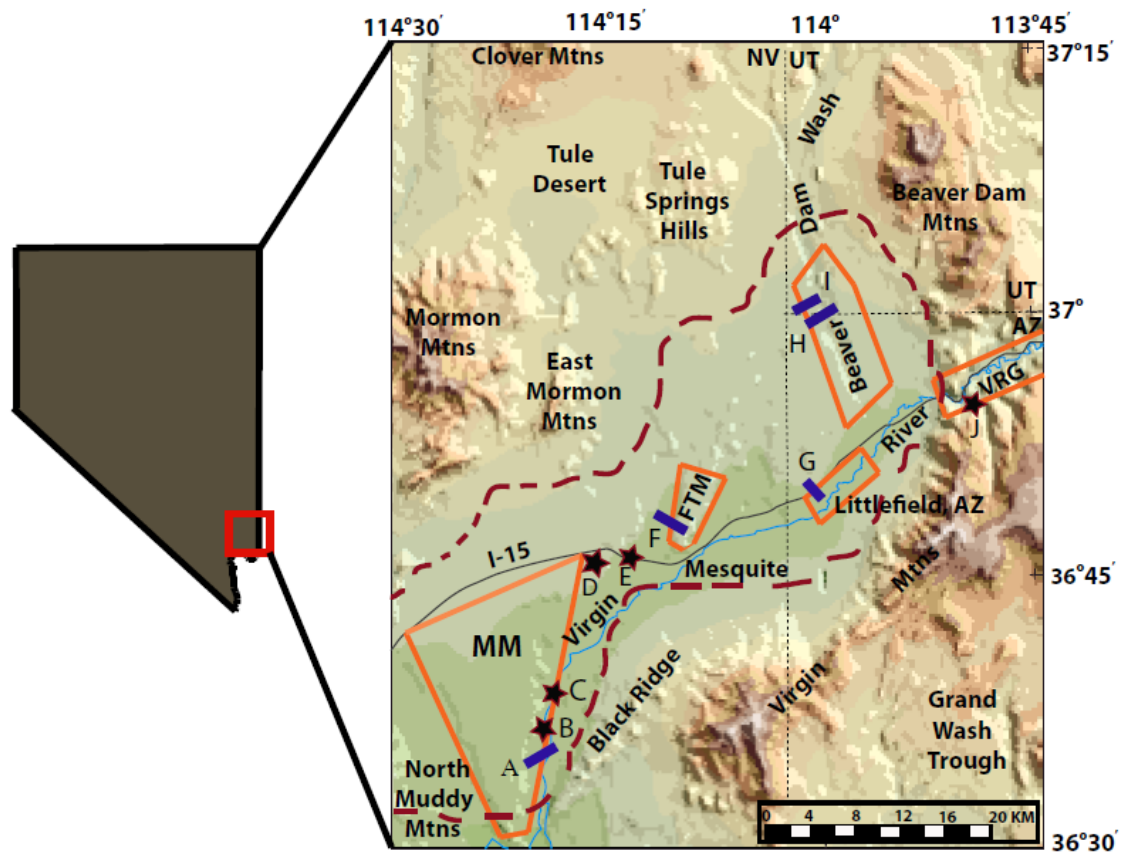 114°30′
114°15′
114°
113°45′
Clover Mtns
NV
UT
37°15′
Wash
Tule
Desert
Tule
Springs
Hills
Dam
Beaver Dam
Mtns
I
UT
37°
AZ
Mormon
Mtns
H
Beaver
East
Mormon
Mtns
VRG
J
River
G
FTM
Littlefield, AZ
F
I-15
D
E
Mesquite
Mtns
36°45′
Virgin
MM
C
Black Ridge
Virgin
B
Grand
Wash
Trough
A
North
Muddy
Mtns
0 4 8 12 16 20 KM
36°30′